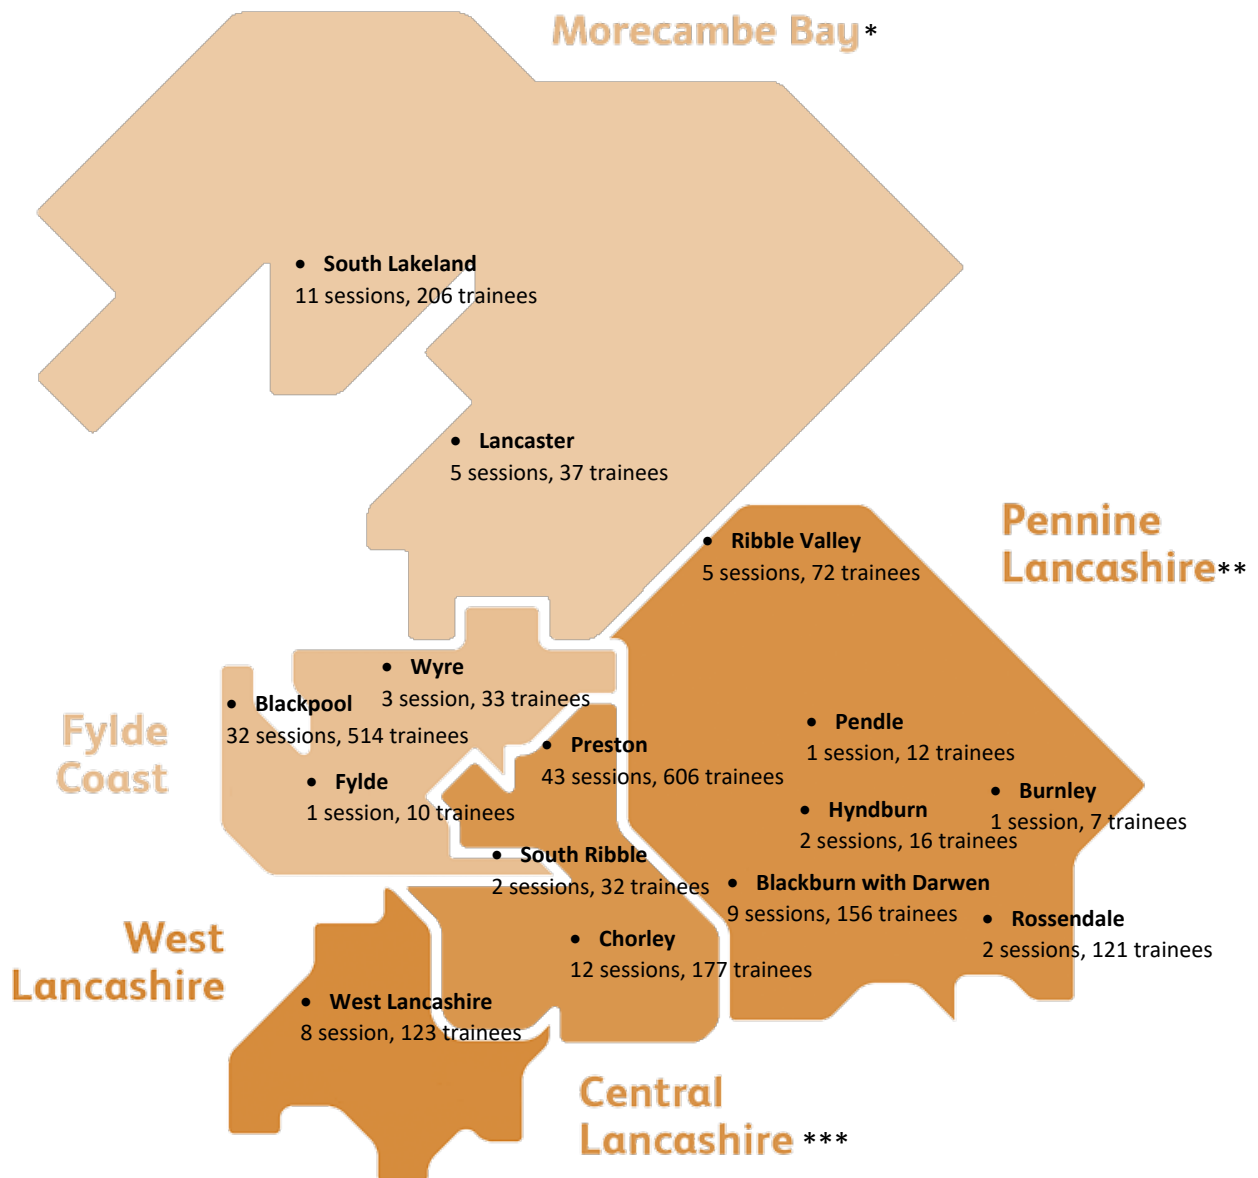 Morecambe Bay*
• South Lakeland
11 sessions, 206 trainees
• Lancaster
5 sessions, 37 trainees
Pennine
Lancashire**
• Ribble Valley
5 sessions, 72 trainees
• Wyre
3 session, 33 trainees
• Blackpool
32 sessions, 514 trainees
Fylde
Coast
• Fylde
1 session, 10 trainees
• Preston
43 sessions, 606 trainees
• Pendle
1 session, 12 trainees
• Burnley
1 session, 7 trainees
• Hyndburn
2 sessions, 16 trainees
• South Ribble
2 sessions, 32 trainees
• Blackburn with Darwen
9 sessions, 156 trainees
• Rossendale
2 sessions, 121 trainees
• Chorley
12 sessions, 177 trainees
West
Lancashire
• West Lancashire
8 session, 123 trainees
Central
Lancashire ***